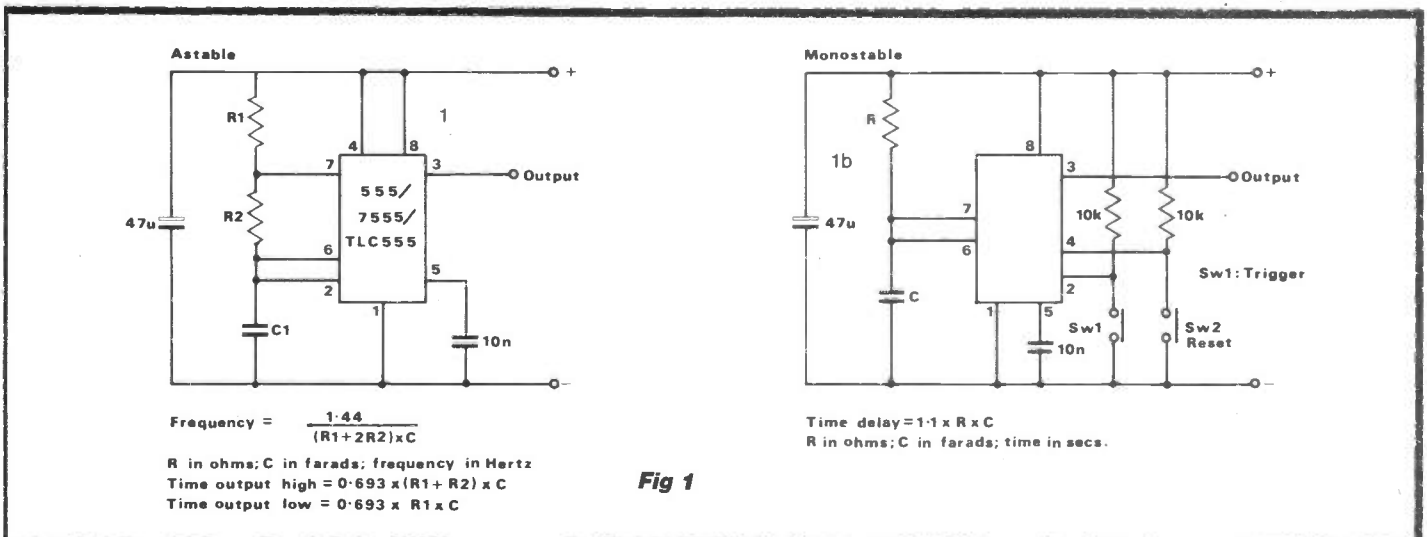 Astable
+
R1
1
4
8
7
3
Output
555/
7555/
TLC555
47u
R2
6
5
2
1
C1
10n
−
Frequency = 1·44
(R1+2R2)xC
R in ohms; C in farads; frequency in Hertz
Time output high = 0·693 x (R1+ R2) x C
Time output low = 0·693 x R1 x C
Monostable
+
R
1b
8
3
Output
47u
7
10k
10k
6
4
2
Sw1: Trigger
C
1
5
Sw1
Sw2
Reset
10n
−
Time delay = 1·1 x R x C
R in ohms; C in farads; time in secs.
Fig 1